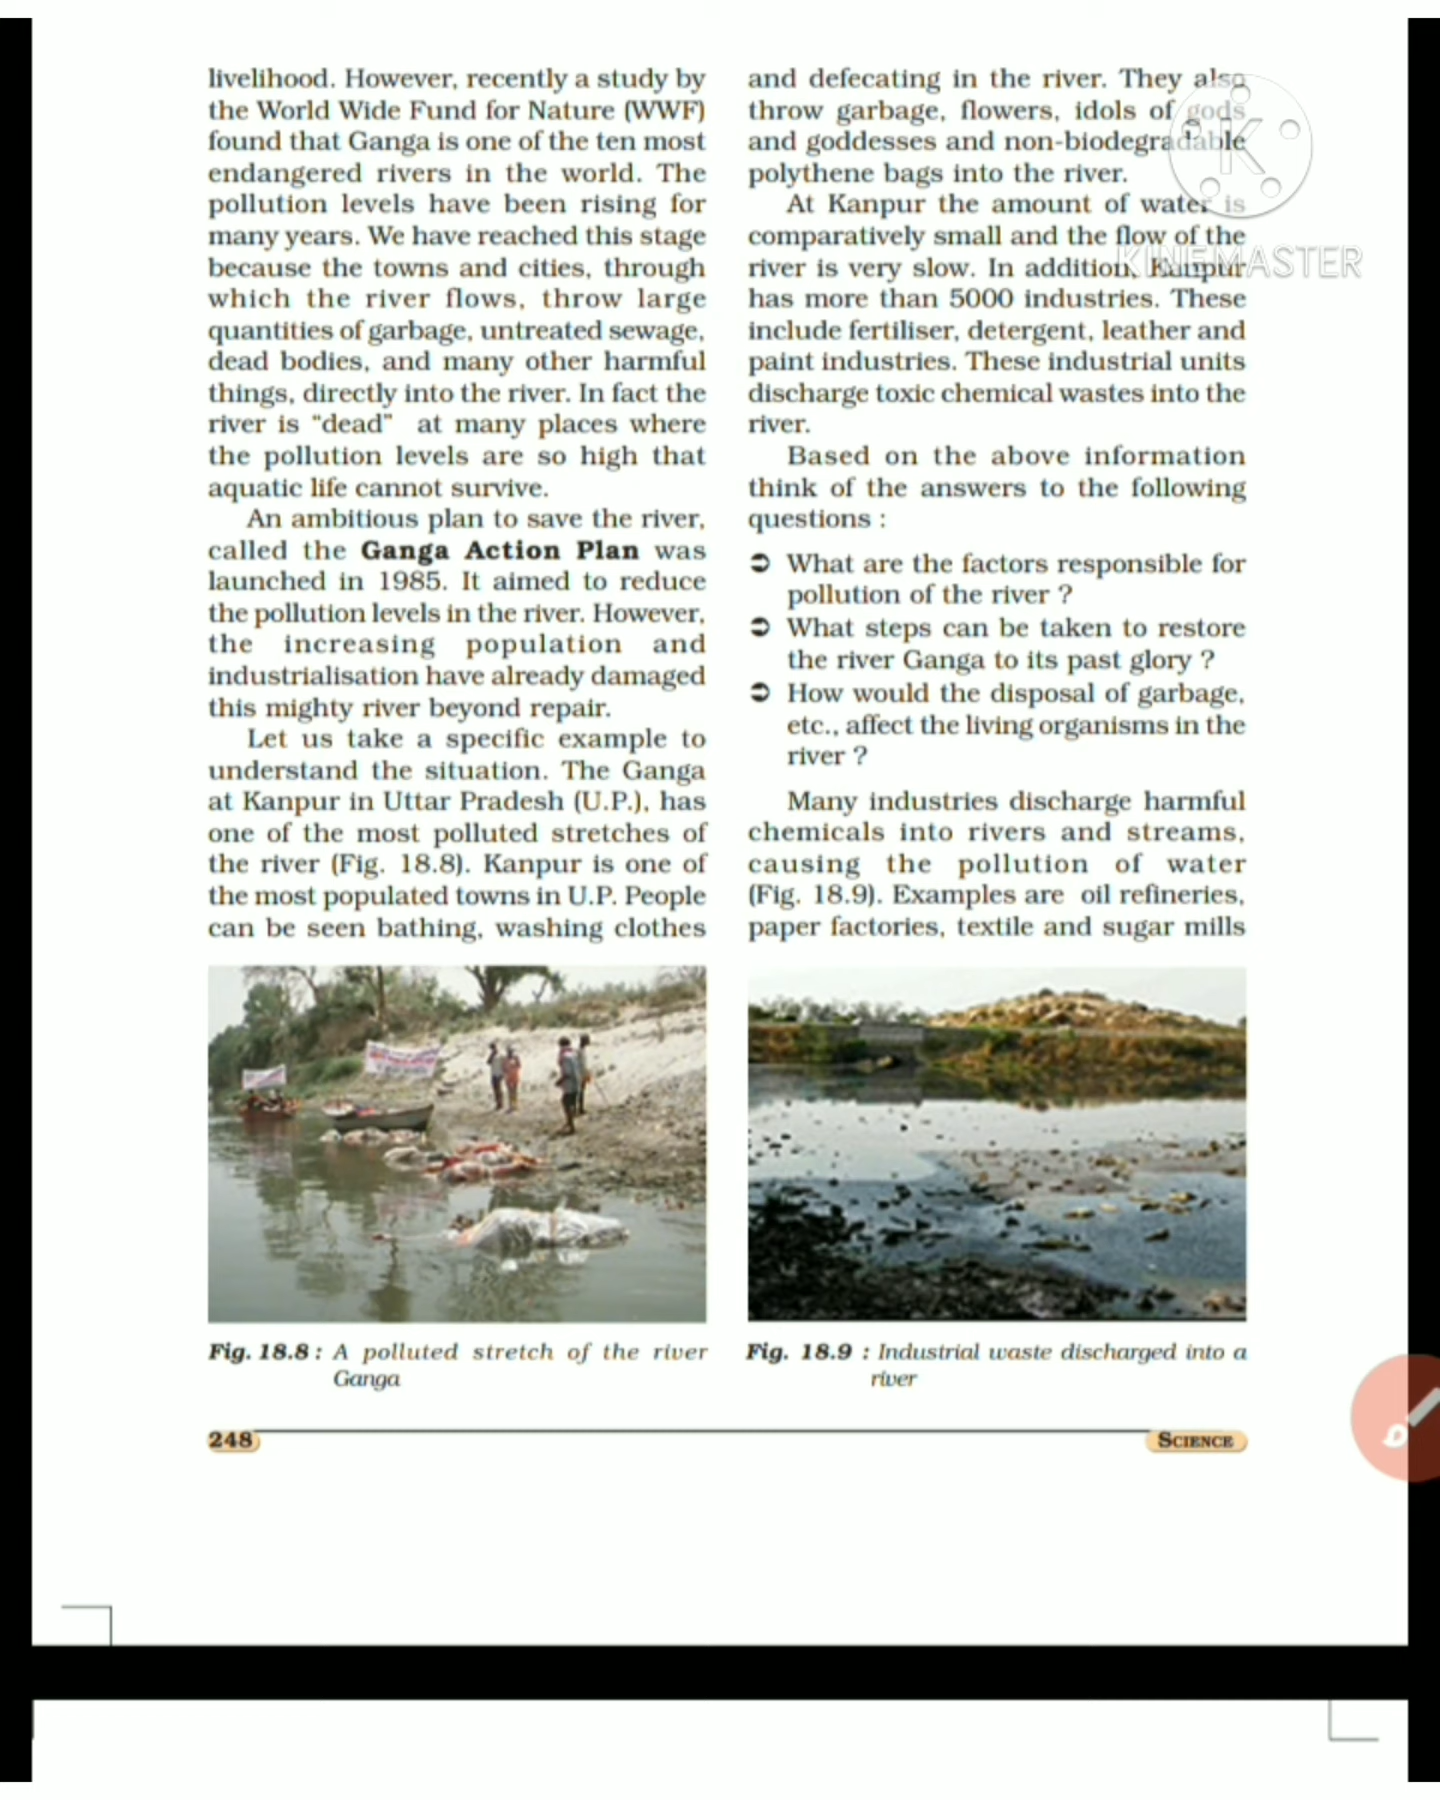 livelihood. However, recently a study by
the World Wide Fund for Nature (WWF)
found that Ganga is one of the ten most
endangered rivers in the world. The
pollution levels have been rising for
many years. We have reached this stage
because the towns and cities, through
which the river flows, throw large
quantities of garbage, untreated sewage,
dead bodies, and many other harmful
things, directly into the river. In fact the
river is “dead” at many places where
the pollution levels are so high that
aquatic life cannot survive.
An ambitious plan to save the river,
called the Ganga Action Plan was
launched in 1985. It aimed to reduce
the pollution levels in the river. However,
the increasing population and
industrialisation have already damaged
this mighty river beyond repair.
Let us take a specific example to
understand the situation. The Ganga
at Kanpur in Uttar Pradesh (U.P.), has
one of the most polluted stretches of
the river (Fig. 18.8). Kanpur is one of
the most populated towns in U.P. People
can be seen bathing, washing clothes
and defecating in the river. They also
throw garbage, flowers, idols of gods
and goddesses and non-biodegradable
polythene bags into the river.
At Kanpur the amount of water is
comparatively small and the flow of the
river is very slow. In addition, Kanpur
has more than 5000 industries. These
include fertiliser, detergent, leather and
paint industries. These industrial units
discharge toxic chemical wastes into the
river.
Based on the above information
think of the answers to the following
questions :
➲ What are the factors responsible for
pollution of the river ?
➲ What steps can be taken to restore
the river Ganga to its past glory ?
➲ How would the disposal of garbage,
etc., affect the living organisms in the
river ?
Many industries discharge harmful
chemicals into rivers and streams,
causing the pollution of water
(Fig. 18.9). Examples are oil refineries,
paper factories, textile and sugar mills
K
KINEMASTER
Fig. 18.8 : A polluted stretch of the river
Ganga
Fig. 18.9 : Industrial waste discharged into a
river
248
SCIENCE